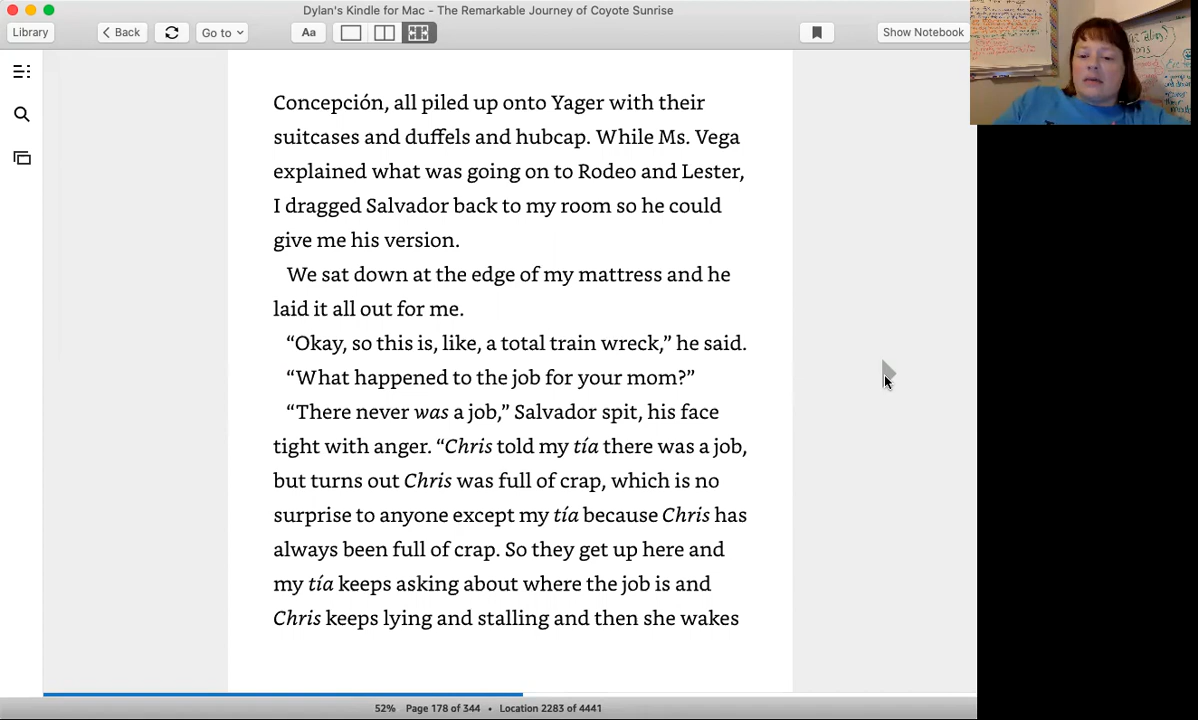 Dylan's Kindle for Mac - The Remarkable Journey of Coyote Sunrise
Library
Back
Go to
Aa
Show Notebook
Concepción, all piled up onto Yager with their
suitcases and duffels and hubcap. While Ms. Vega
explained what was going on to Rodeo and Lester,
I dragged Salvador back to my room so he could
give me his version.
We sat down at the edge of my mattress and he
laid it all out for me.
“Okay, so this is, like, a total train wreck,” he said.
“What happened to the job for your mom?”
“There never was a job,” Salvador spit, his face
tight with anger. “Chris told my tía there was a job,
but turns out Chris was full of crap, which is no
surprise to anyone except my tía because Chris has
always been full of crap. So they get up here and
my tía keeps asking about where the job is and
Chris keeps lying and stalling and then she wakes
52% Page 178 of 344 • Location 2283 of 4441